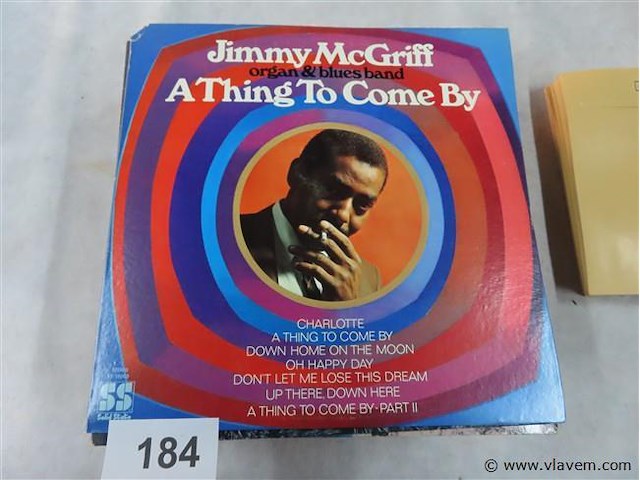 Jimmy McGriff
organ & blues band
A Thing To Come By
CHARLOTTE
A THING TO COME BY
DOWN HOME ON THE MOON
OH HAPPY DAY
DON'T LET ME LOSE THIS DREAM
UP THERE, DOWN HERE
A THING TO COME BY-PART II
SS
Solid State
184
© www.vlavem.com